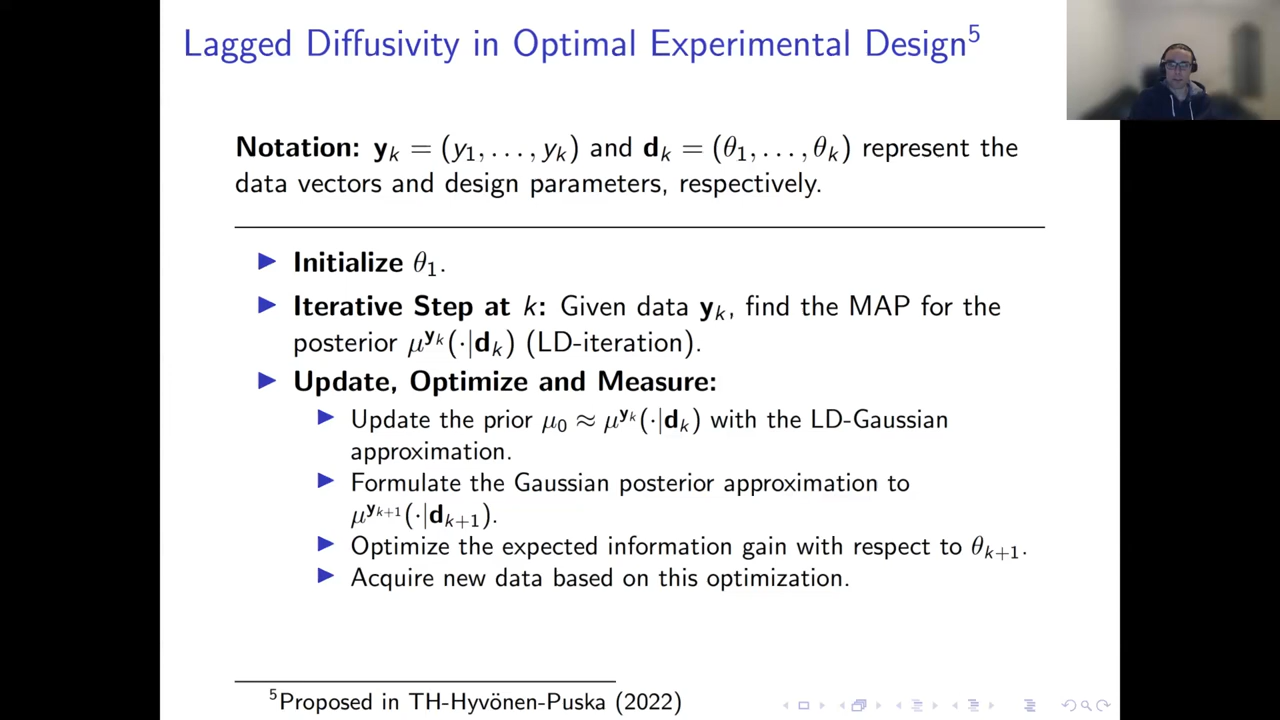 Lagged Diffusivity in Optimal Experimental Design⁵
Notation: 𝐲ₖ = (y₁, . . . , yₖ) and 𝐝ₖ = (θ₁, . . . , θₖ) represent the
data vectors and design parameters, respectively.
▶ Initialize θ₁.
▶ Iterative Step at k: Given data 𝐲ₖ, find the MAP for the
posterior μ^{𝐲ₖ}(·|𝐝ₖ) (LD-iteration).
▶ Update, Optimize and Measure:
▶ Update the prior μ₀ ≈ μ^{𝐲ₖ}(·|𝐝ₖ) with the LD-Gaussian
approximation.
▶ Formulate the Gaussian posterior approximation to
μ^{𝐲ₖ₊₁}(·|𝐝ₖ₊₁).
▶ Optimize the expected information gain with respect to θₖ₊₁.
▶ Acquire new data based on this optimization.
⁵Proposed in TH-Hyvönen-Puska (2022)